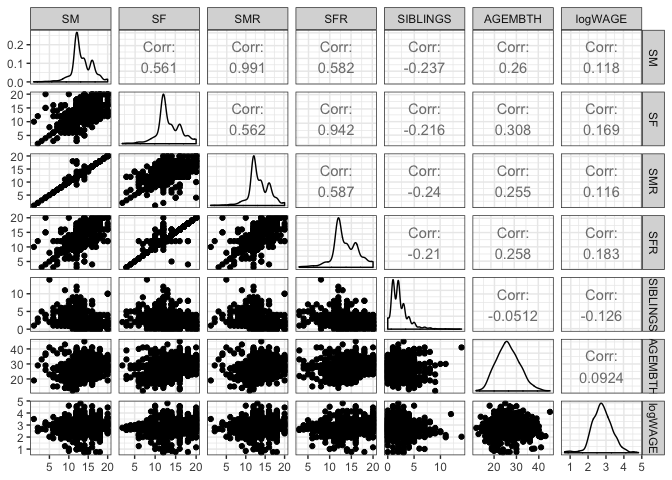 SM SF SMR SFR SIBLINGS AGEMBTH logWAGE
0.2 Corr: Corr: Corr: Corr: Corr: Corr: SM
0.1 0.561 0.991 0.582 -0.237 0.26 0.118
0.0
20 Corr: Corr: Corr: Corr: Corr: SF
15 0.562 0.942 -0.216 0.308 0.169
10
5
20 Corr: Corr: Corr: Corr: SMR
15 0.587 -0.24 0.255 0.116
10
5
20 Corr: Corr: Corr: SFR
15 -0.21 0.258 0.183
10
5
Corr: Corr: SIBLINGS
10 -0.0512 -0.126
5
0
40 Corr: AGEMBTH
30 0.0924
20
5 logWAGE
4
3
2
1
5 10 15 20 5 10 15 20 5 10 15 20 5 10 15 20 0 5 10 20 30 40 1 2 3 4 5